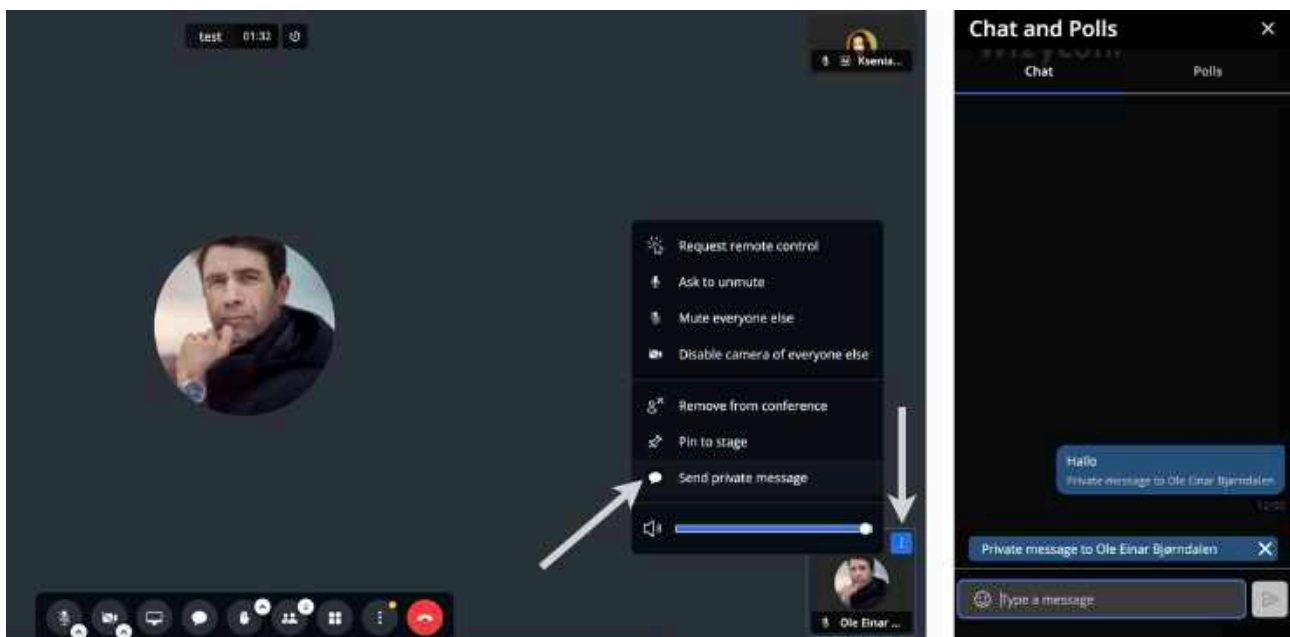 test 01:32
Ksenia...
Request remote control
Ask to unmute
Mute everyone else
Disable camera of everyone else
Remove from conference
Pin to stage
Send private message
Ole Einar ...
Chat and Polls
Chat
Polls
Hallo
Private message to Ole Einar Bjørndalen
Private message to Ole Einar Bjørndalen
Type a message